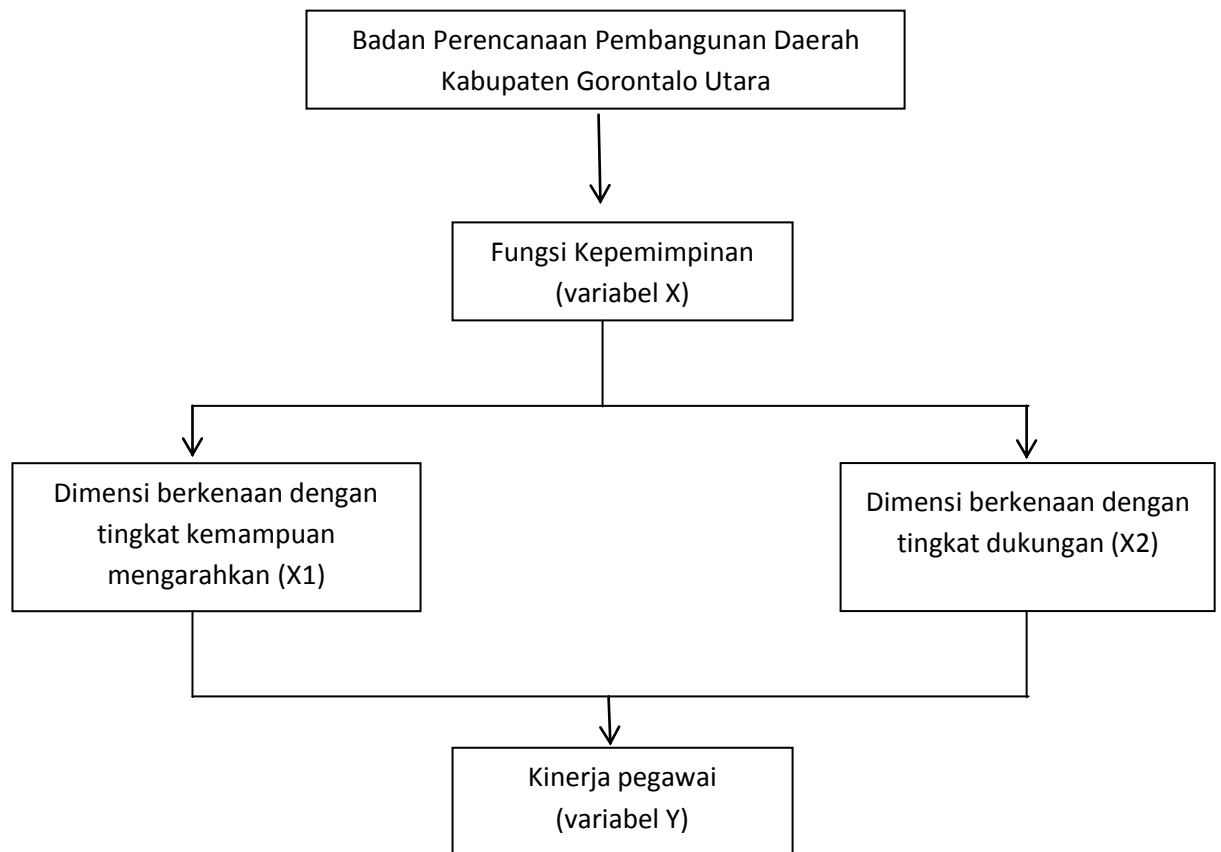 Badan Perencanaan Pembangunan Daerah
Kabupaten Gorontalo Utara
Fungsi Kepemimpinan
(variabel X)
Dimensi berkenaan dengan
tingkat kemampuan
mengarahkan (X1)
Dimensi berkenaan dengan
tingkat dukungan (X2)
Kinerja pegawai
(variabel Y)